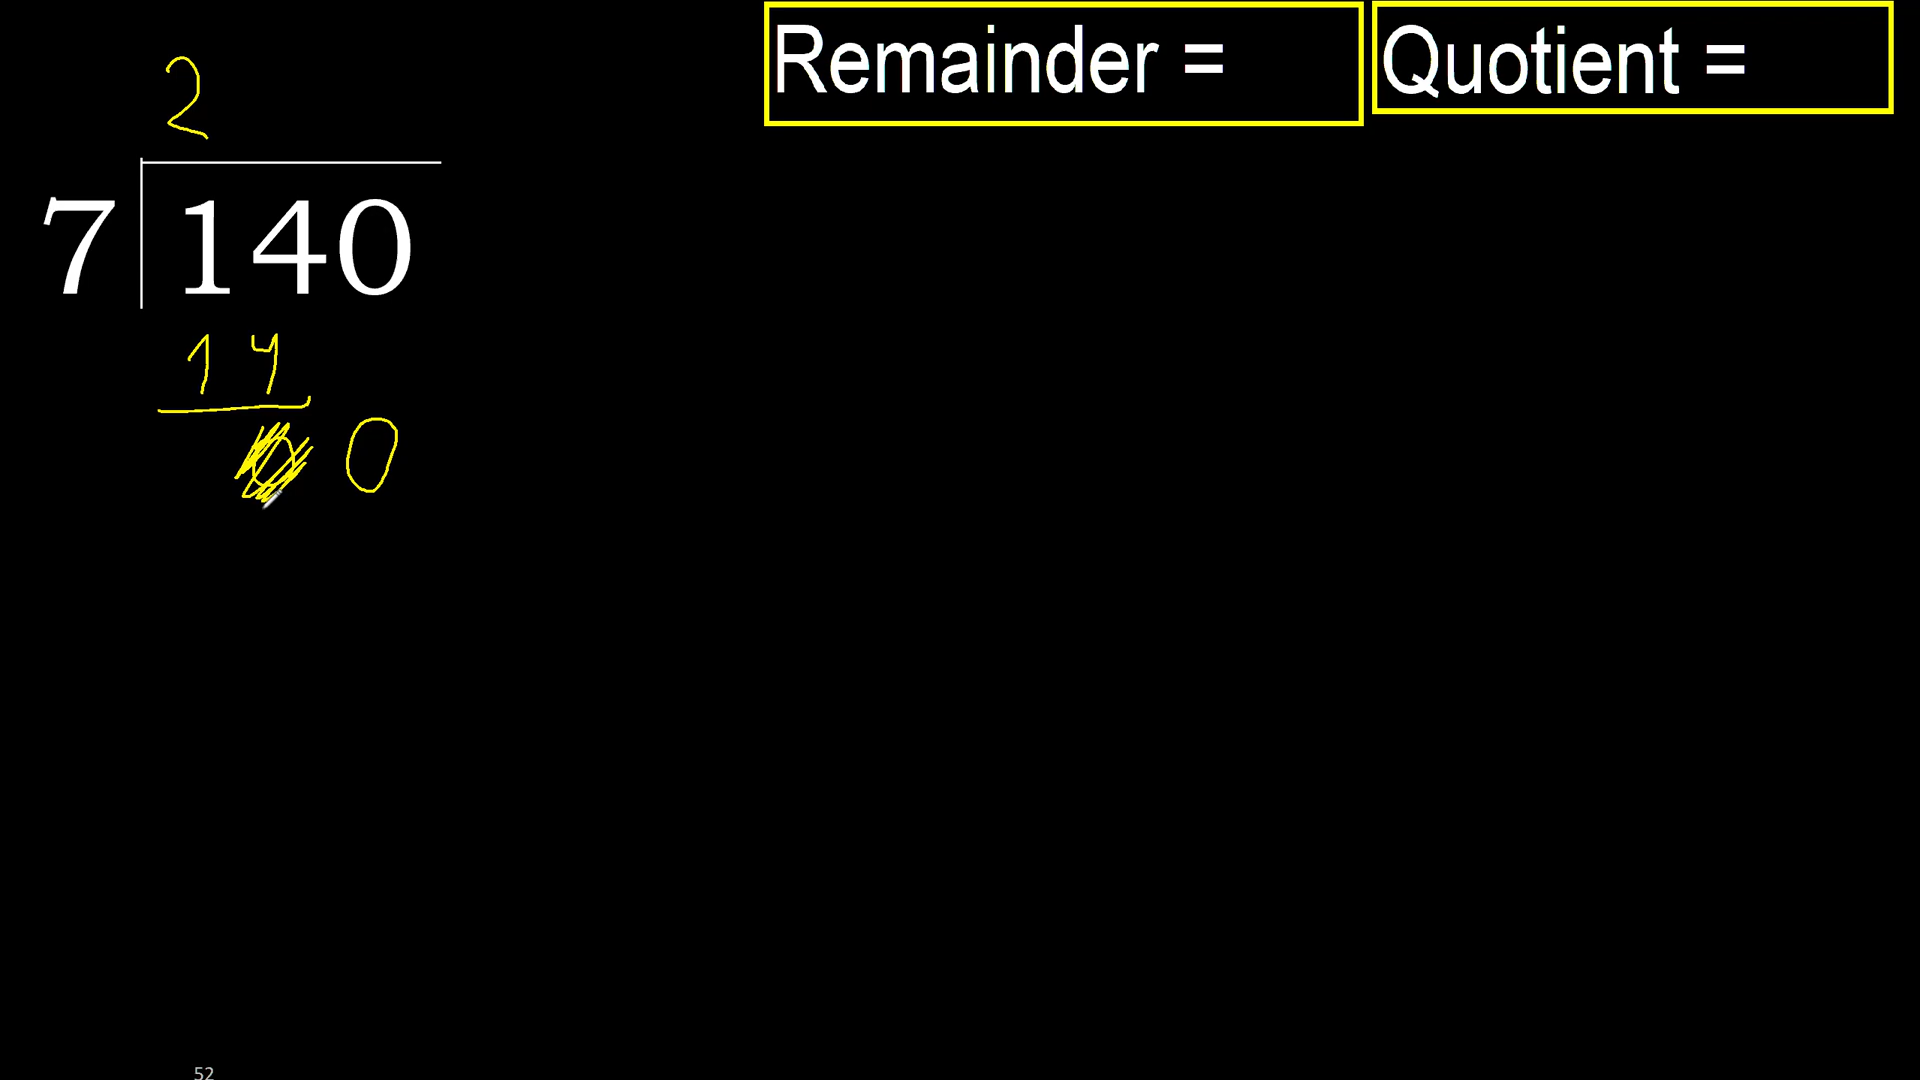 Remainder =
Quotient =
2
7 140
14
0
52